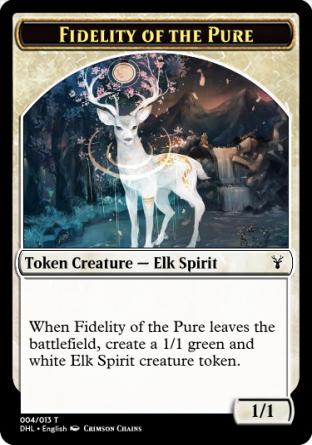 Fidelity of the Pure
Token Creature — Elk Spirit
When Fidelity of the Pure leaves the
battlefield, create a 1/1 green and
white Elk Spirit creature token.
1/1
004/013 T
DHL • English Crimson Chains